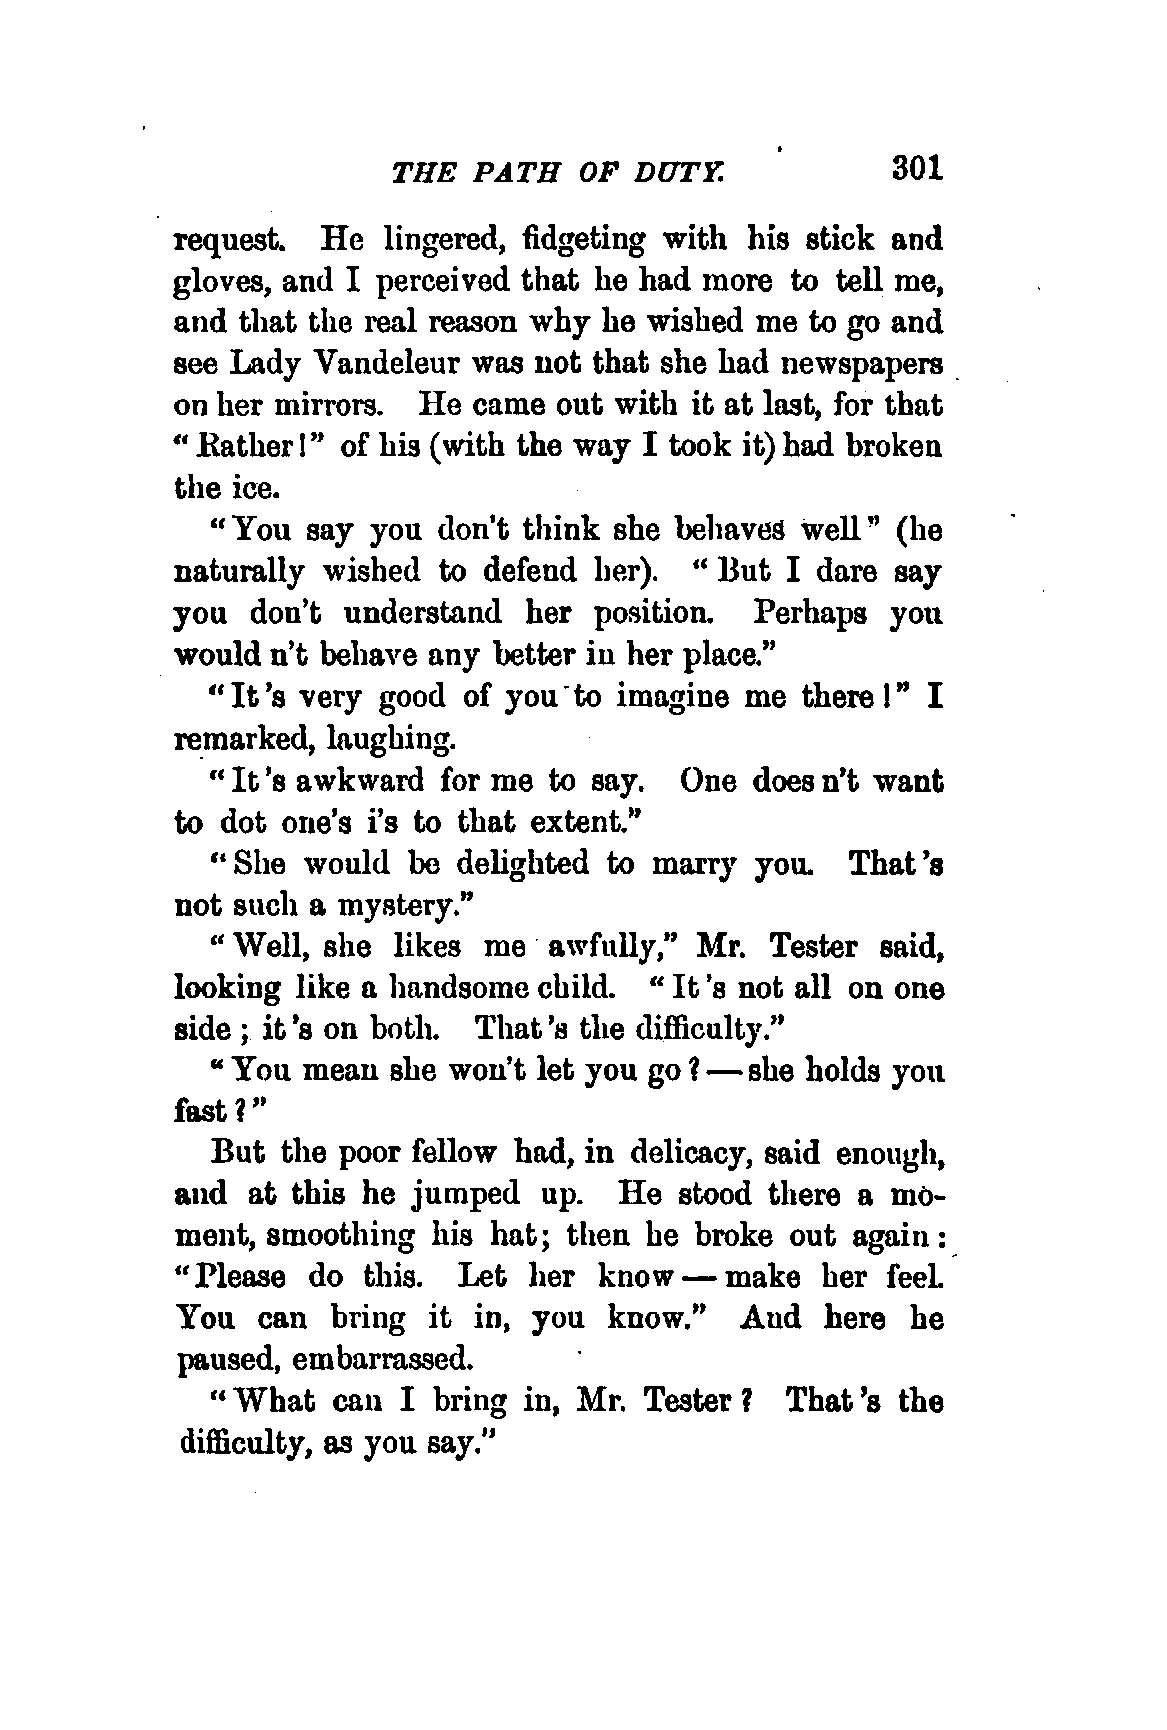 THE PATH OF DUTY. 301
request. He lingered, fidgeting with his stick and
gloves, and I perceived that he had more to tell me,
and that the real reason why he wished me to go and
see Lady Vandeleur was not that she had newspapers
on her mirrors. He came out with it at last, for that
"Rather!" of his (with the way I took it) had broken
the ice.
"You say you don't think she behaves well" (he
naturally wished to defend her). "But I dare say
you don't understand her position. Perhaps you
would n't behave any better in her place."
"It 's very good of you to imagine me there!" I
remarked, laughing.
"It 's awkward for me to say. One does n't want
to dot one's i's to that extent."
"She would be delighted to marry you. That 's
not such a mystery."
"Well, she likes me awfully," Mr. Tester said,
looking like a handsome child. "It 's not all on one
side; it 's on both. That 's the difficulty."
"You mean she won't let you go?—she holds you
fast?"
But the poor fellow had, in delicacy, said enough,
and at this he jumped up. He stood there a mo-
ment, smoothing his hat; then he broke out again:
"Please do this. Let her know—make her feel.
You can bring it in, you know." And here he
paused, embarrassed.
"What can I bring in, Mr. Tester? That 's the
difficulty, as you say."